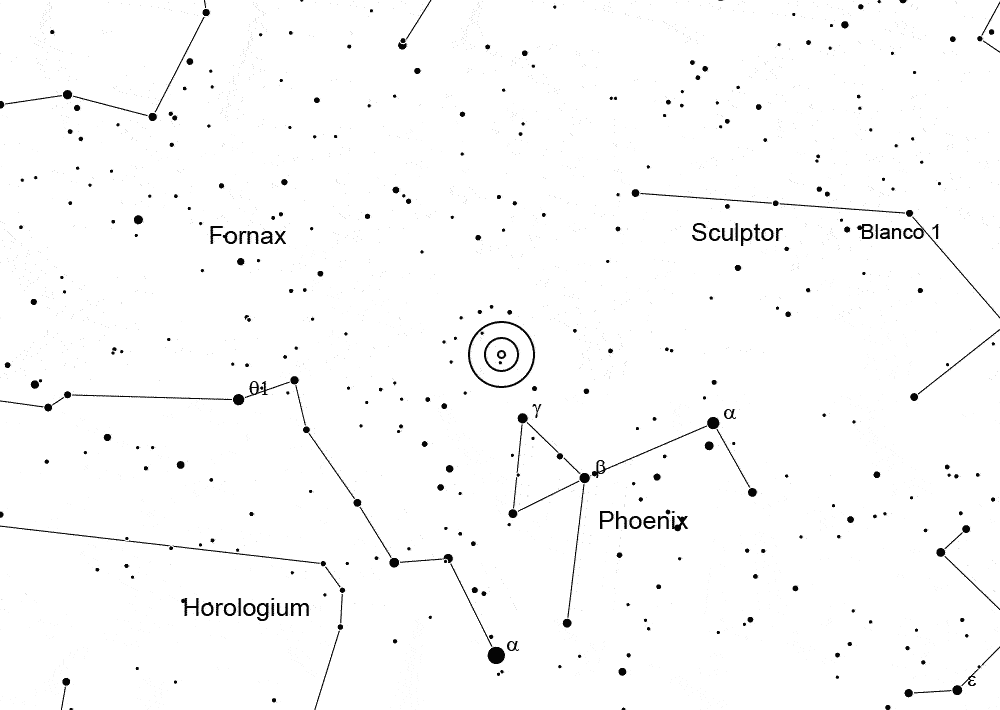 Fornax
Sculptor
Blanco 1
θ1
γ
α
β
Phoenix
Horologium
α
ε